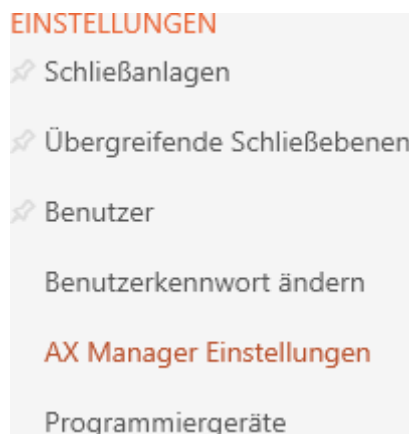 EINSTELLUNGEN
Schließanlagen
Übergreifende Schließebenen
Benutzer
Benutzerkennwort ändern
AX Manager Einstellungen
Programmiergeräte